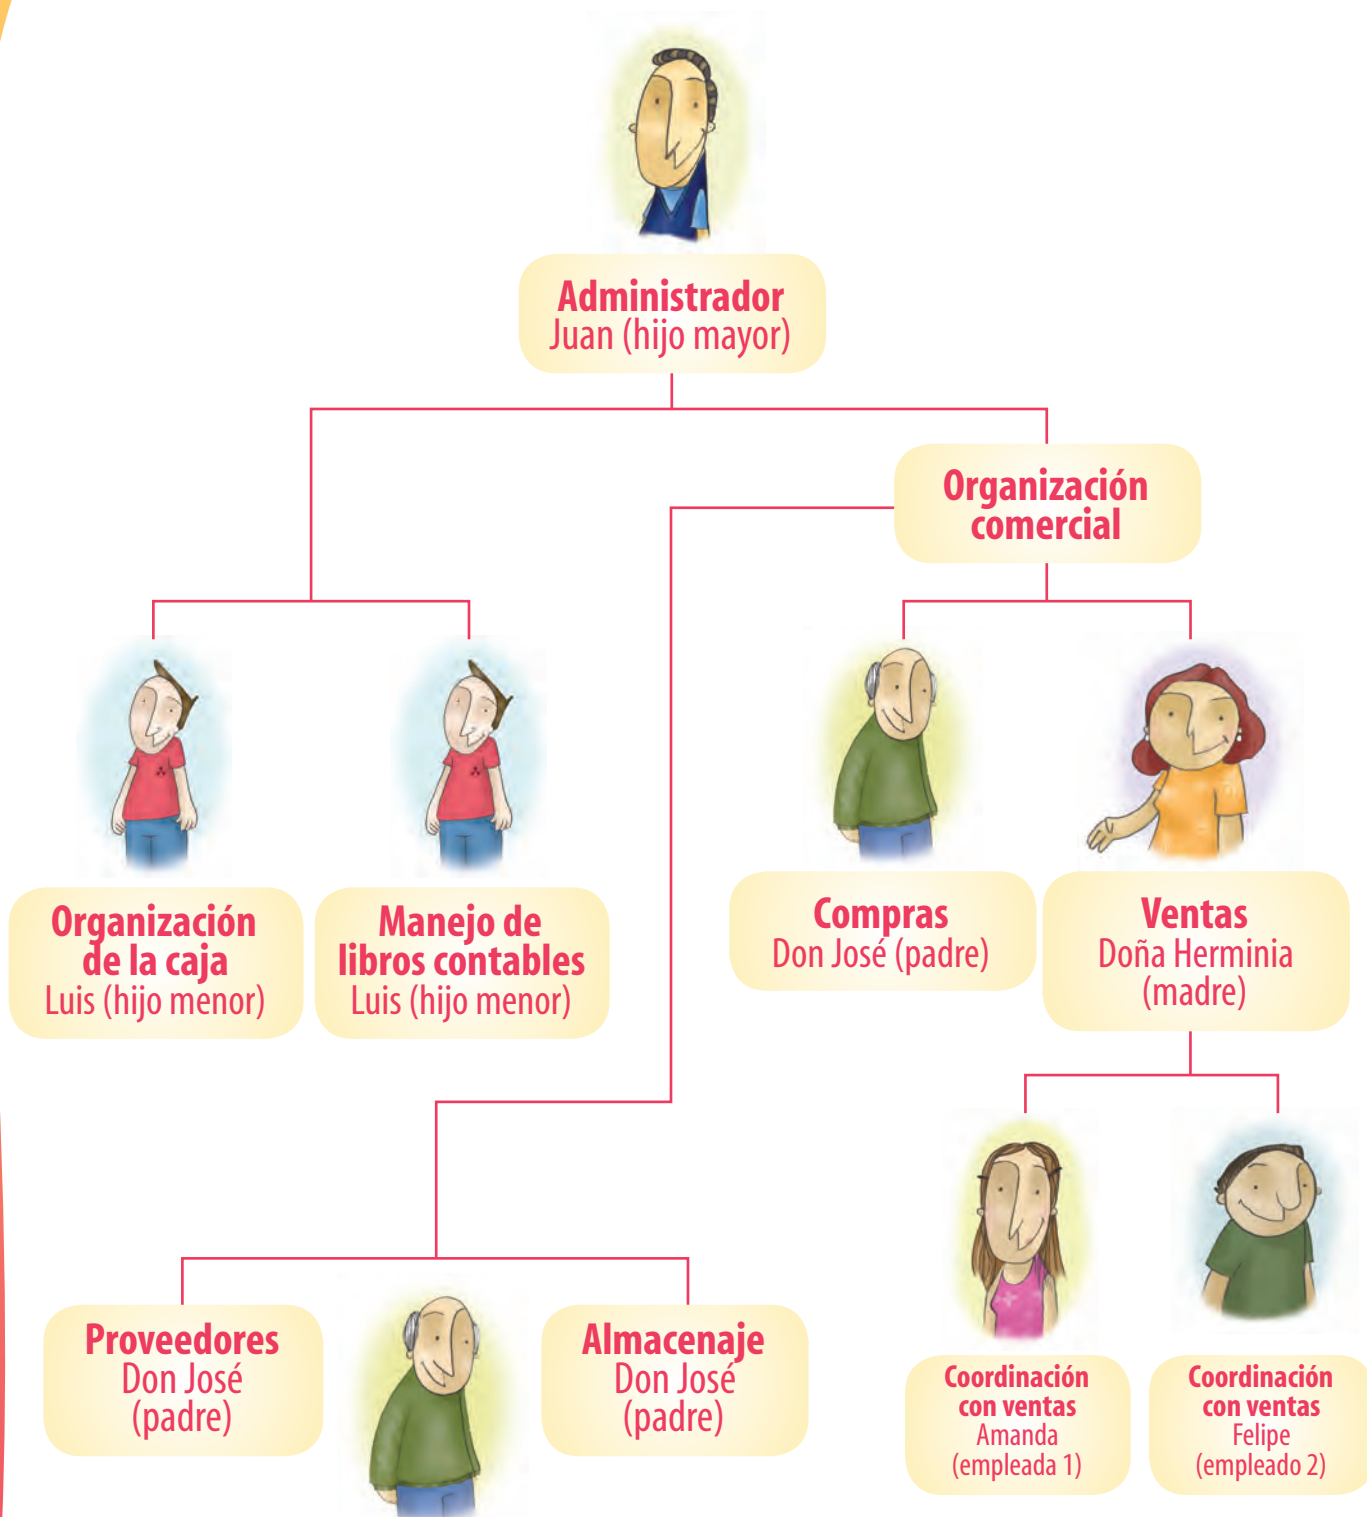 Administrador
Juan (hijo mayor)
Organización
comercial
Organización
de la caja
Luis (hijo menor)
Manejo de
libros contables
Luis (hijo menor)
Compras
Don José (padre)
Ventas
Doña Herminia
(madre)
Proveedores
Don José
(padre)
Almacenaje
Don José
(padre)
Coordinación
con ventas
Amanda
(empleada 1)
Coordinación
con ventas
Felipe
(empleado 2)